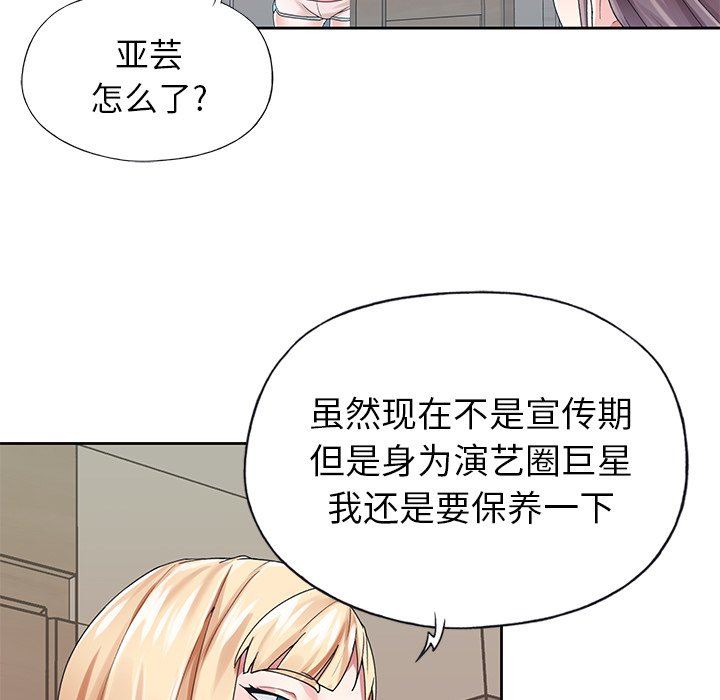 亚芸
怎么了?
虽然现在不是宣传期
但是身为演艺圈巨星
我还是要保养一下